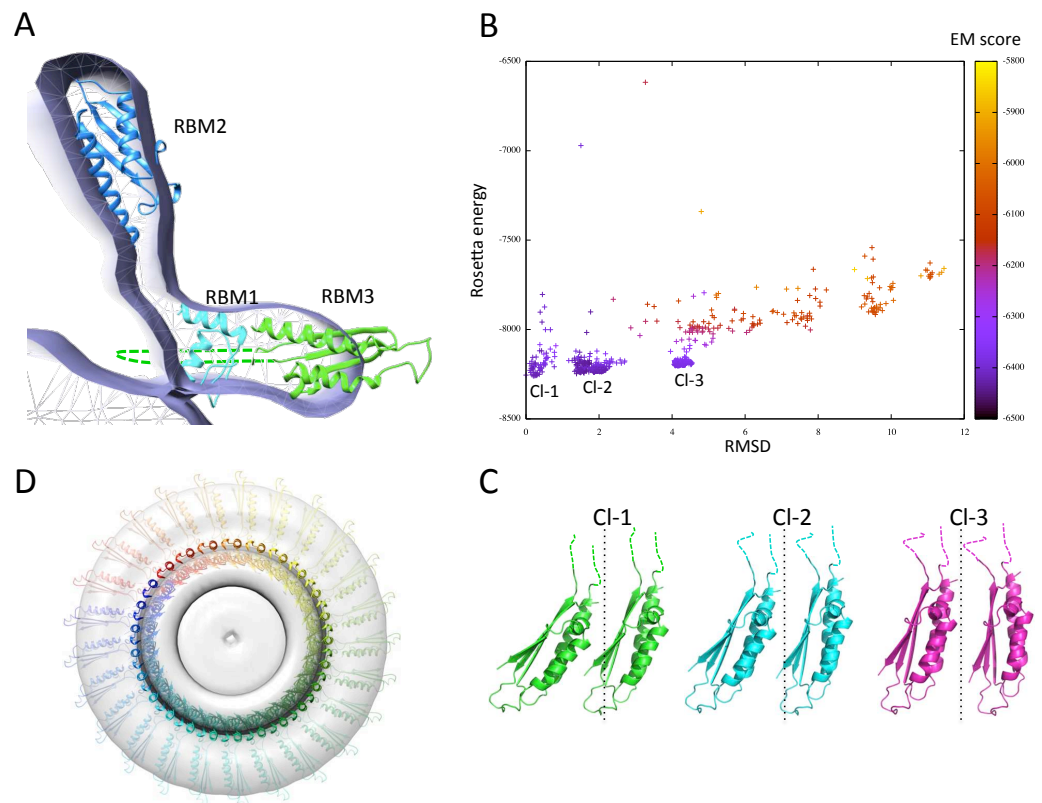 A
RBM2
RBM1
RBM3
B
EM score
-6500
-7000
-7500
-8000
-8500
Rosetta energy
0
2
4
6
8
10
12
RMSD
Cl-1
Cl-2
Cl-3
-5800
-5900
-6000
-6100
-6200
-6300
-6400
-6500
D
C
Cl-1
Cl-2
Cl-3